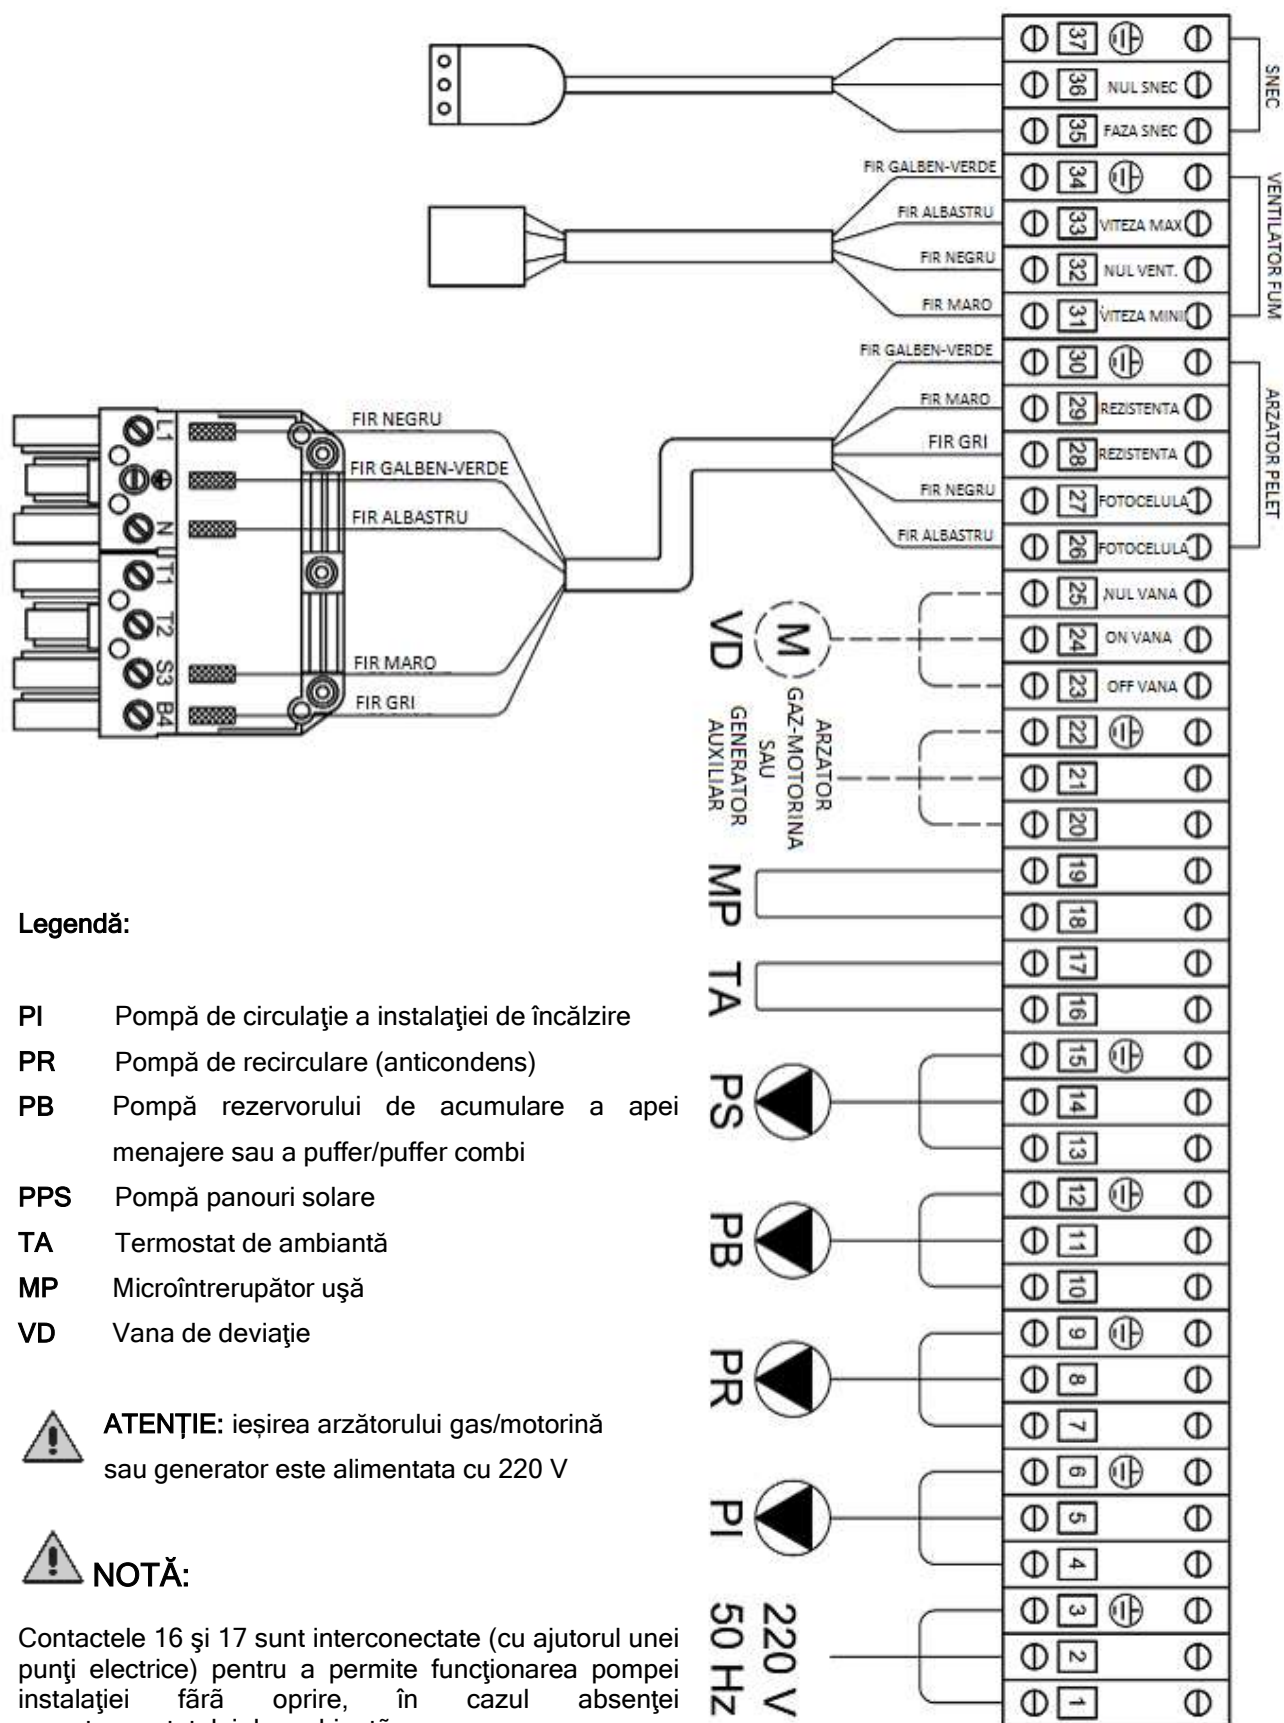 37
36 NUL SNEC
35 FAZA SNEC
SNEC
FIR GALBEN-VERDE 34
FIR ALBASTRU 33 VITEZA MAX
FIR NEGRU 32 NUL VENT.
FIR MARO 31 VITEZA MINI
VENTILATOR FUM
FIR GALBEN-VERDE 30
FIR MARO 29 REZISTENTA
FIR GRI 28 REZISTENTA
FIR NEGRU 27 FOTOCELULA
FIR ALBASTRU 26 FOTOCELULA
ARZATOR PELET
L1
N
T1
T2
S3
B4
FIR NEGRU
FIR GALBEN-VERDE
FIR ALBASTRU
FIR MARO
FIR GRI
25 NUL VANA
24 ON VANA
23 OFF VANA
M
VD
22
21
20
ARZATOR
GAZ-MOTORINA
SAU
GENERATOR
AUXILIAR
19
18
MP
17
16
TA
15
14
13
PS
12
11
10
PB
9
8
7
PR
6
5
4
PI
3
2
1
220 V
50 Hz
Legendă:
PI Pompă de circulaţie a instalaţiei de încălzire
PR Pompă de recirculare (anticondens)
PB Pompă rezervorului de acumulare a apei
menajere sau a puffer/puffer combi
PPS Pompă panouri solare
TA Termostat de ambiantă
MP Microîntrerupător uşă
VD Vana de deviaţie
ATENȚIE: ieșirea arzătorului gas/motorină
sau generator este alimentata cu 220 V
NOTĂ:
Contactele 16 şi 17 sunt interconectate (cu ajutorul unei
punţi electrice) pentru a permite funcţionarea pompei
instalaţiei fără oprire, în cazul absenţei